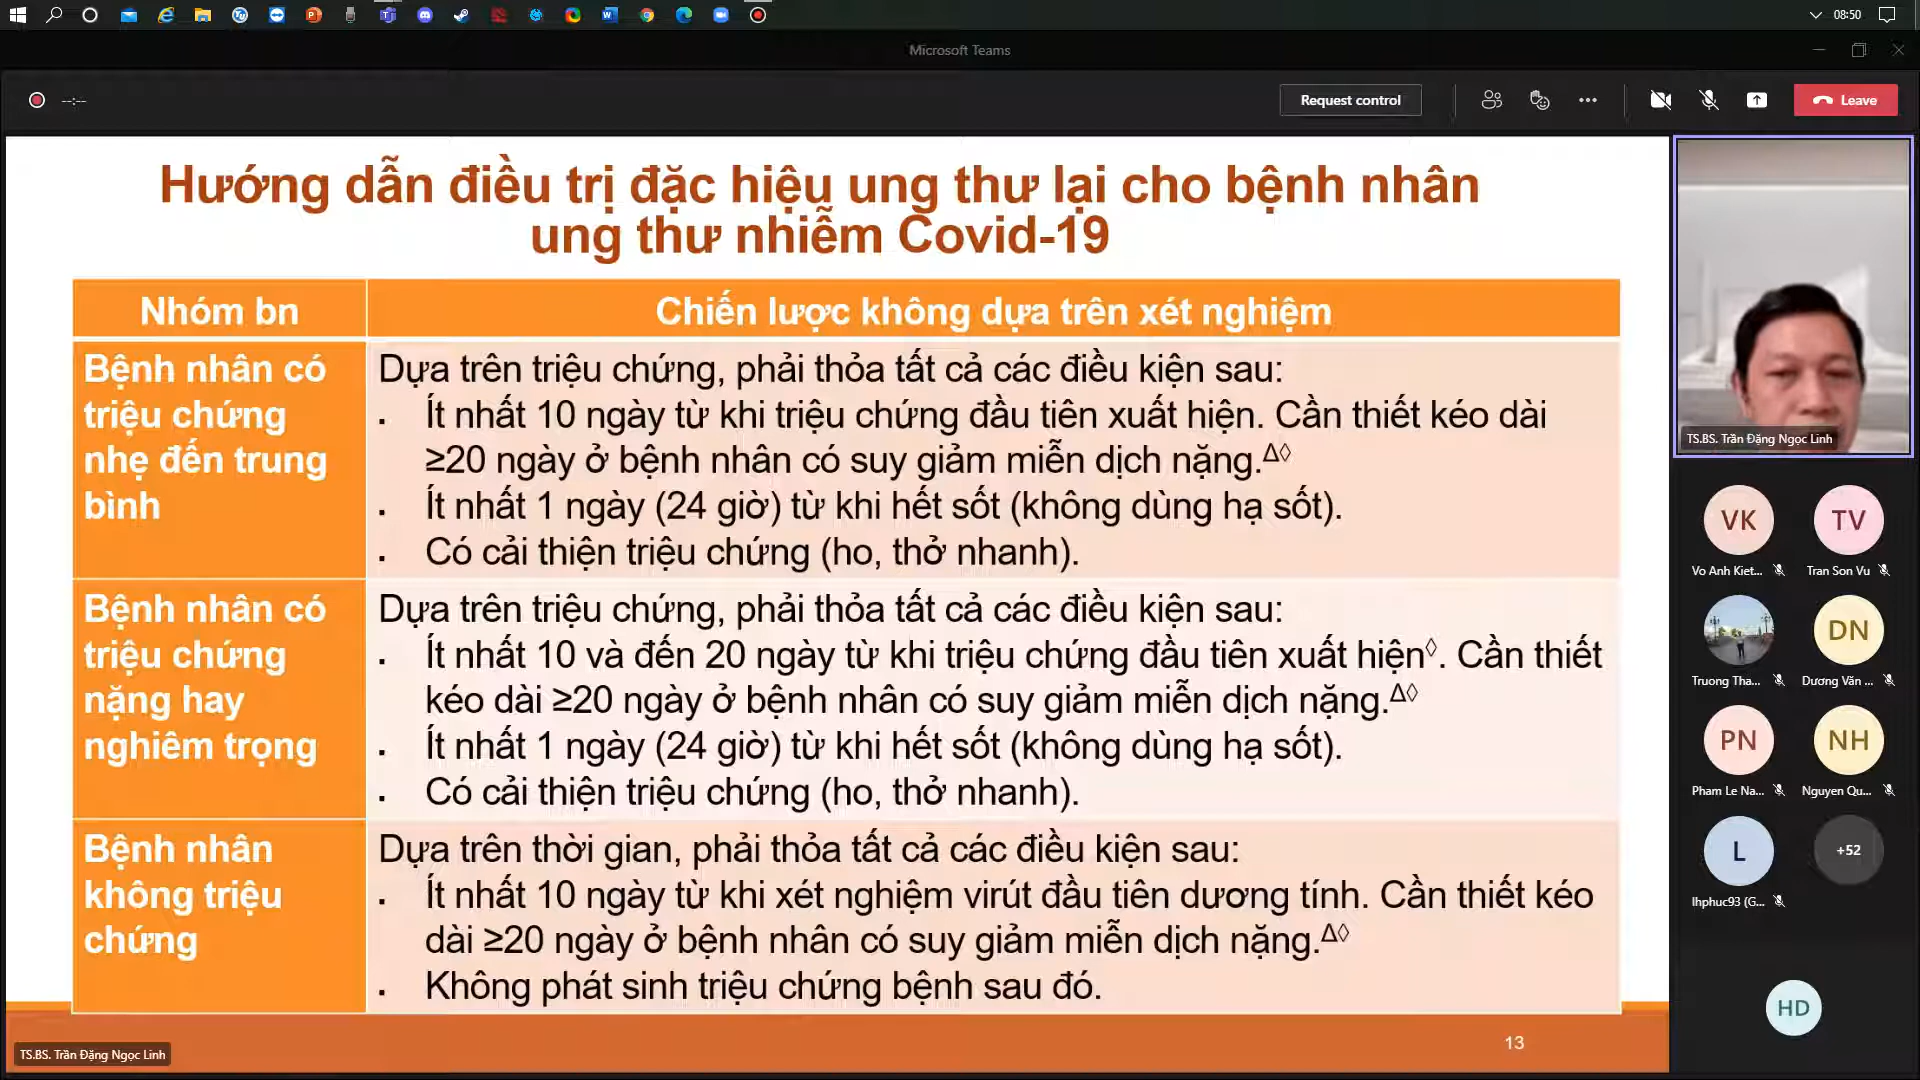 08:50
Microsoft Teams
--:--
Request control
Leave
Hướng dẫn điều trị đặc hiệu ung thư lại cho bệnh nhân
ung thư nhiễm Covid-19
Nhóm bn
Chiến lược không dựa trên xét nghiệm
Bệnh nhân có
triệu chứng
nhẹ đến trung
bình
Dựa trên triệu chứng, phải thỏa tất cả các điều kiện sau:
▪ Ít nhất 10 ngày từ khi triệu chứng đầu tiên xuất hiện. Cần thiết kéo dài
≥20 ngày ở bệnh nhân có suy giảm miễn dịch nặng.Δ◊
▪ Ít nhất 1 ngày (24 giờ) từ khi hết sốt (không dùng hạ sốt).
▪ Có cải thiện triệu chứng (ho, thở nhanh).
Bệnh nhân có
triệu chứng
nặng hay
nghiêm trọng
Dựa trên triệu chứng, phải thỏa tất cả các điều kiện sau:
▪ Ít nhất 10 và đến 20 ngày từ khi triệu chứng đầu tiên xuất hiện◊. Cần thiết
kéo dài ≥20 ngày ở bệnh nhân có suy giảm miễn dịch nặng.Δ◊
▪ Ít nhất 1 ngày (24 giờ) từ khi hết sốt (không dùng hạ sốt).
▪ Có cải thiện triệu chứng (ho, thở nhanh).
Bệnh nhân
không triệu
chứng
Dựa trên thời gian, phải thỏa tất cả các điều kiện sau:
▪ Ít nhất 10 ngày từ khi xét nghiệm virút đầu tiên dương tính. Cần thiết kéo
dài ≥20 ngày ở bệnh nhân có suy giảm miễn dịch nặng.Δ◊
▪ Không phát sinh triệu chứng bệnh sau đó.
13
TS.BS. Trần Đặng Ngọc Linh
TS.BS. Trần Đặng Ngọc Linh
VK
TV
Vo Anh Kiet...
Tran Son Vu
DN
Truong Tha...
Dương Văn ...
PN
NH
Pham Le Na...
Nguyen Qu...
L
+52
lhphuc93 (G...
HD